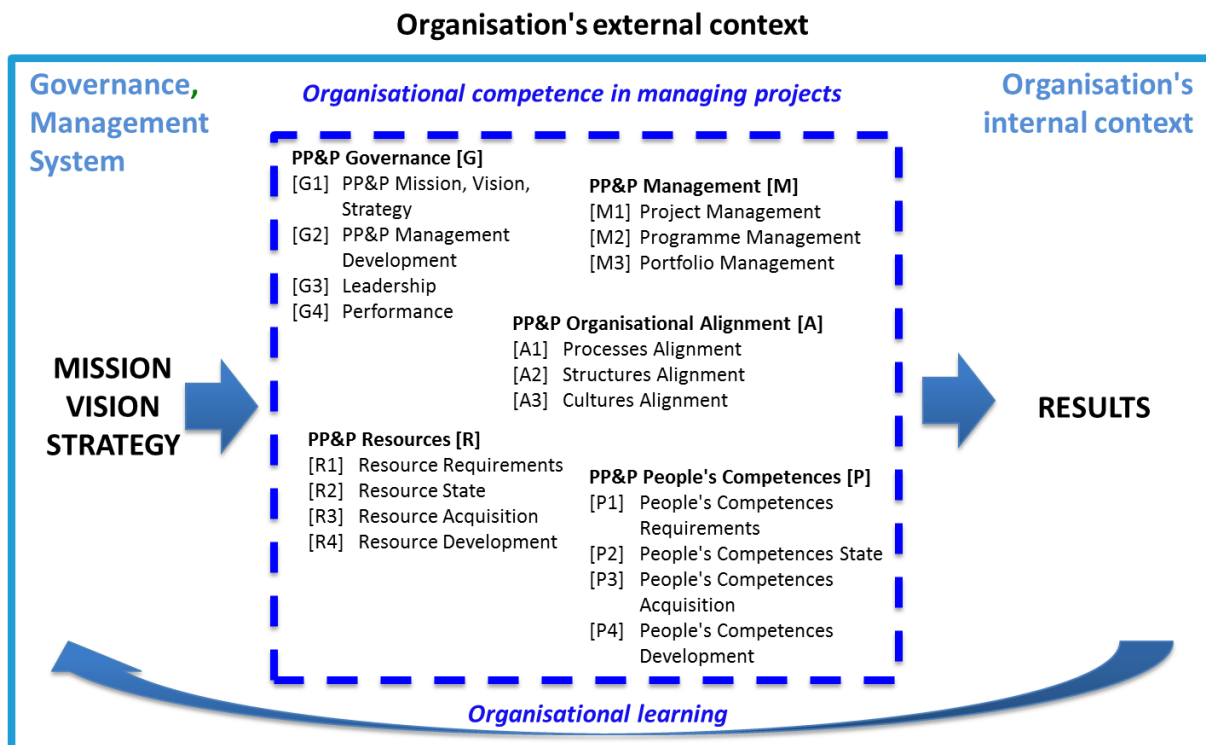 Organisation's external context
Governance,
Management
System
Organisational competence in managing projects
Organisation's
internal context
PP&P Governance [G]
[G1] PP&P Mission, Vision,
Strategy
[G2] PP&P Management
Development
[G3] Leadership
[G4] Performance
PP&P Management [M]
[M1] Project Management
[M2] Programme Management
[M3] Portfolio Management
PP&P Organisational Alignment [A]
[A1] Processes Alignment
[A2] Structures Alignment
[A3] Cultures Alignment
MISSION
VISION
STRATEGY
RESULTS
PP&P Resources [R]
[R1] Resource Requirements
[R2] Resource State
[R3] Resource Acquisition
[R4] Resource Development
PP&P People's Competences [P]
[P1] People's Competences
Requirements
[P2] People's Competences State
[P3] People's Competences
Acquisition
[P4] People's Competences
Development
Organisational learning